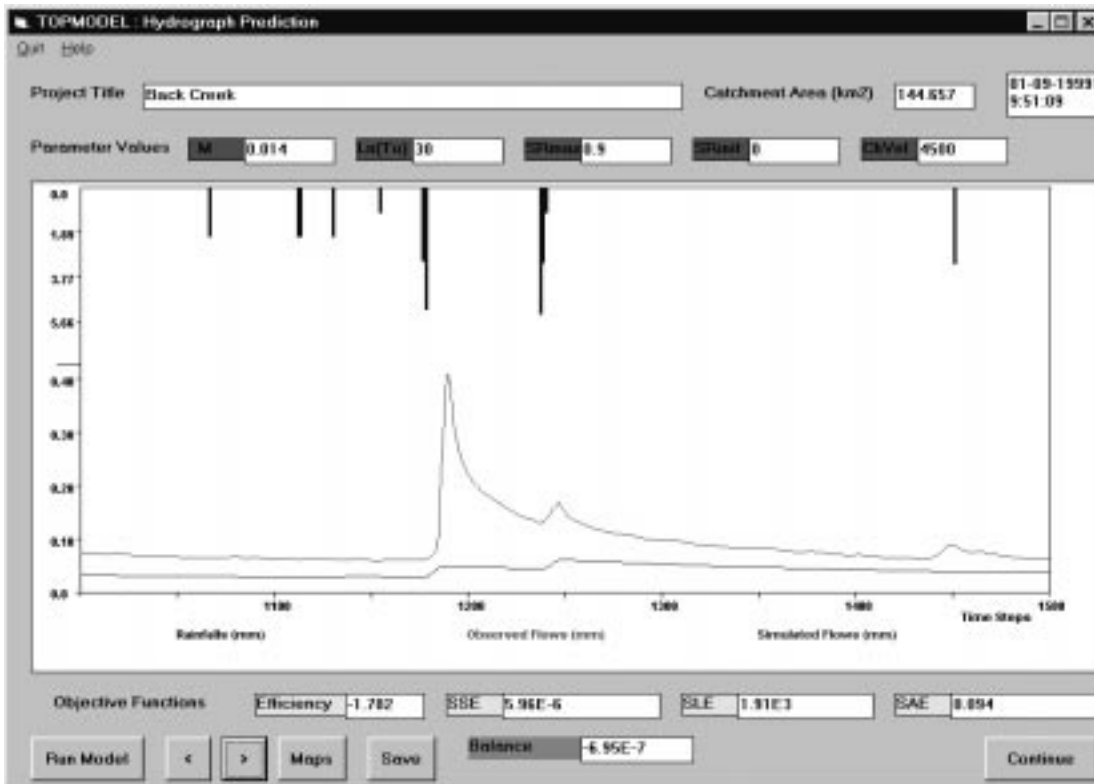 TOPMODEL : Hydrograph Prediction
Quit Help
Project Title Back Creek Catchment Area (km2) 144.657 01-09-1999
9:51:09
Parameter Values M 0.014 Ln(To) 30 SRmax 0.9 SRinit 0 ChVel 4500
0.0
1.89
3.77
5.66
0.40
0.30
0.20
0.10
0.0
1100 1200 1300 1400 1500
Time Steps
Rainfalls (mm) Observed Flows (mm) Simulated Flows (mm)
Objective Functions Efficiency -1.782 SSE 5.96E-6 SLE 1.91E3 SAE 0.094
Run Model < > Maps Save Balance -6.95E-7 Continue